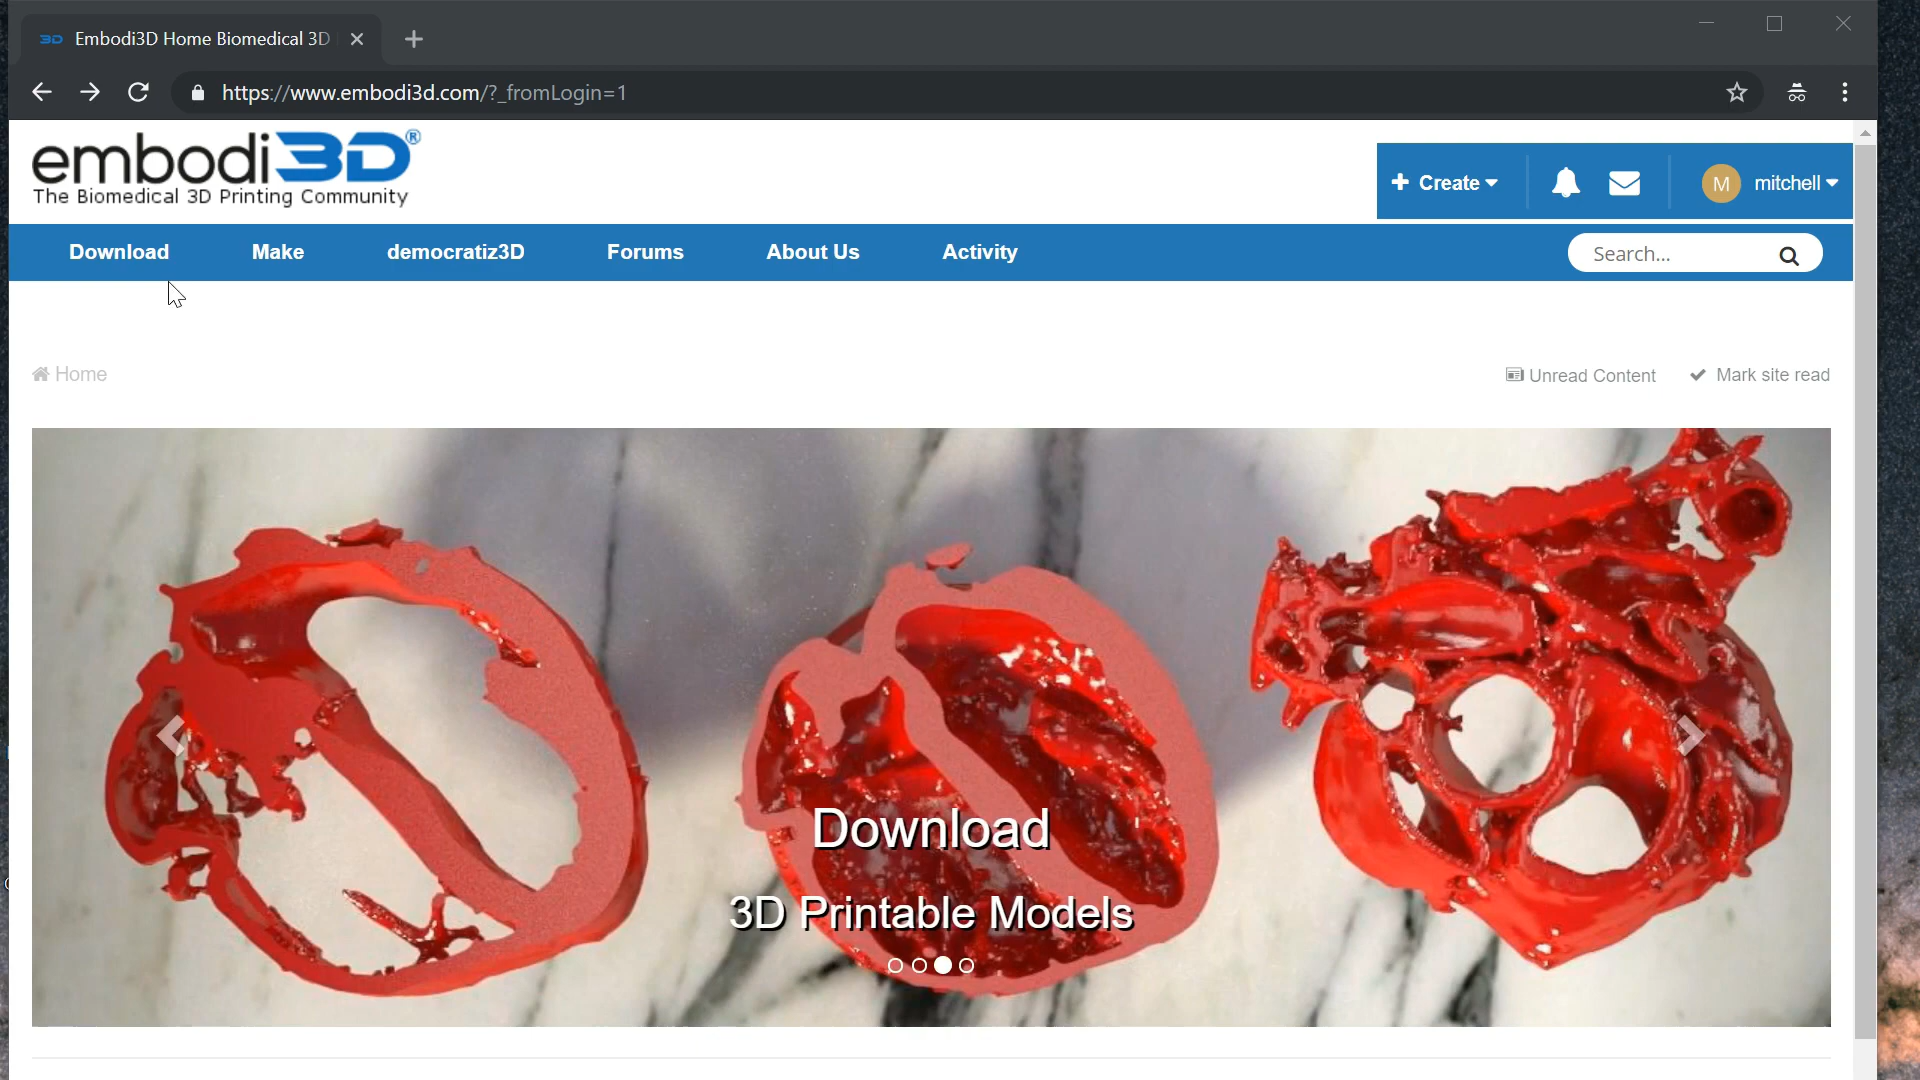 3D Embodi3D Home Biomedical 3D
https://www.embodi3d.com/?_fromLogin=1
embodi3D®
The Biomedical 3D Printing Community
Create
M
mitchell
Download
Make
democratiz3D
Forums
About Us
Activity
Search...
Home
Unread Content
Mark site read
Download
3D Printable Models